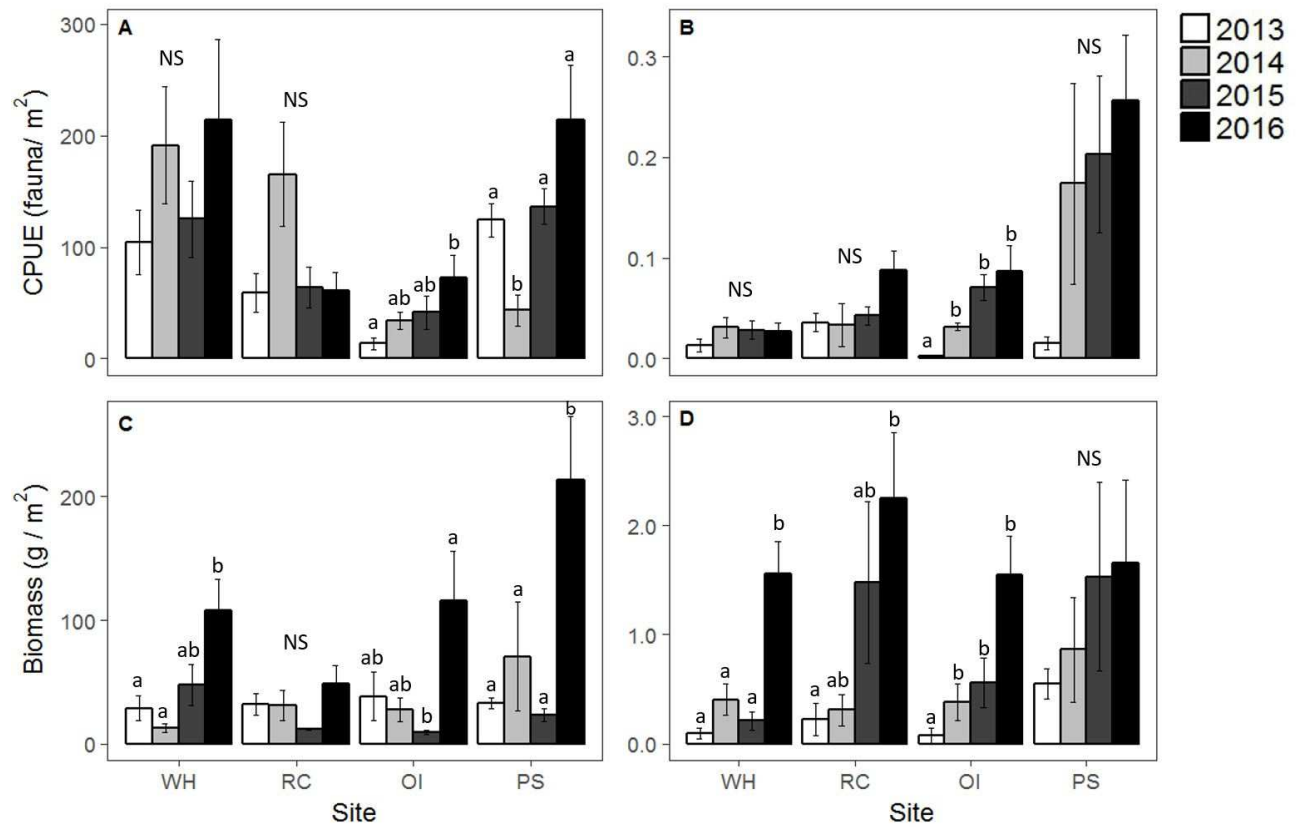 A
B
2013
2014
2015
2016
CPUE (fauna/ m²)
300
200
100
0
NS
NS
a
ab
ab
b
a
b
a
a
0.3
0.2
0.1
0.0
NS
NS
a
b
b
b
NS
C
D
Biomass (g / m²)
200
100
0
a
a
ab
b
NS
ab
ab
b
a
a
a
a
b
3.0
2.0
1.0
0.0
a
a
a
b
a
ab
ab
b
a
b
b
b
NS
WH RC OI PS
WH RC OI PS
Site
Site